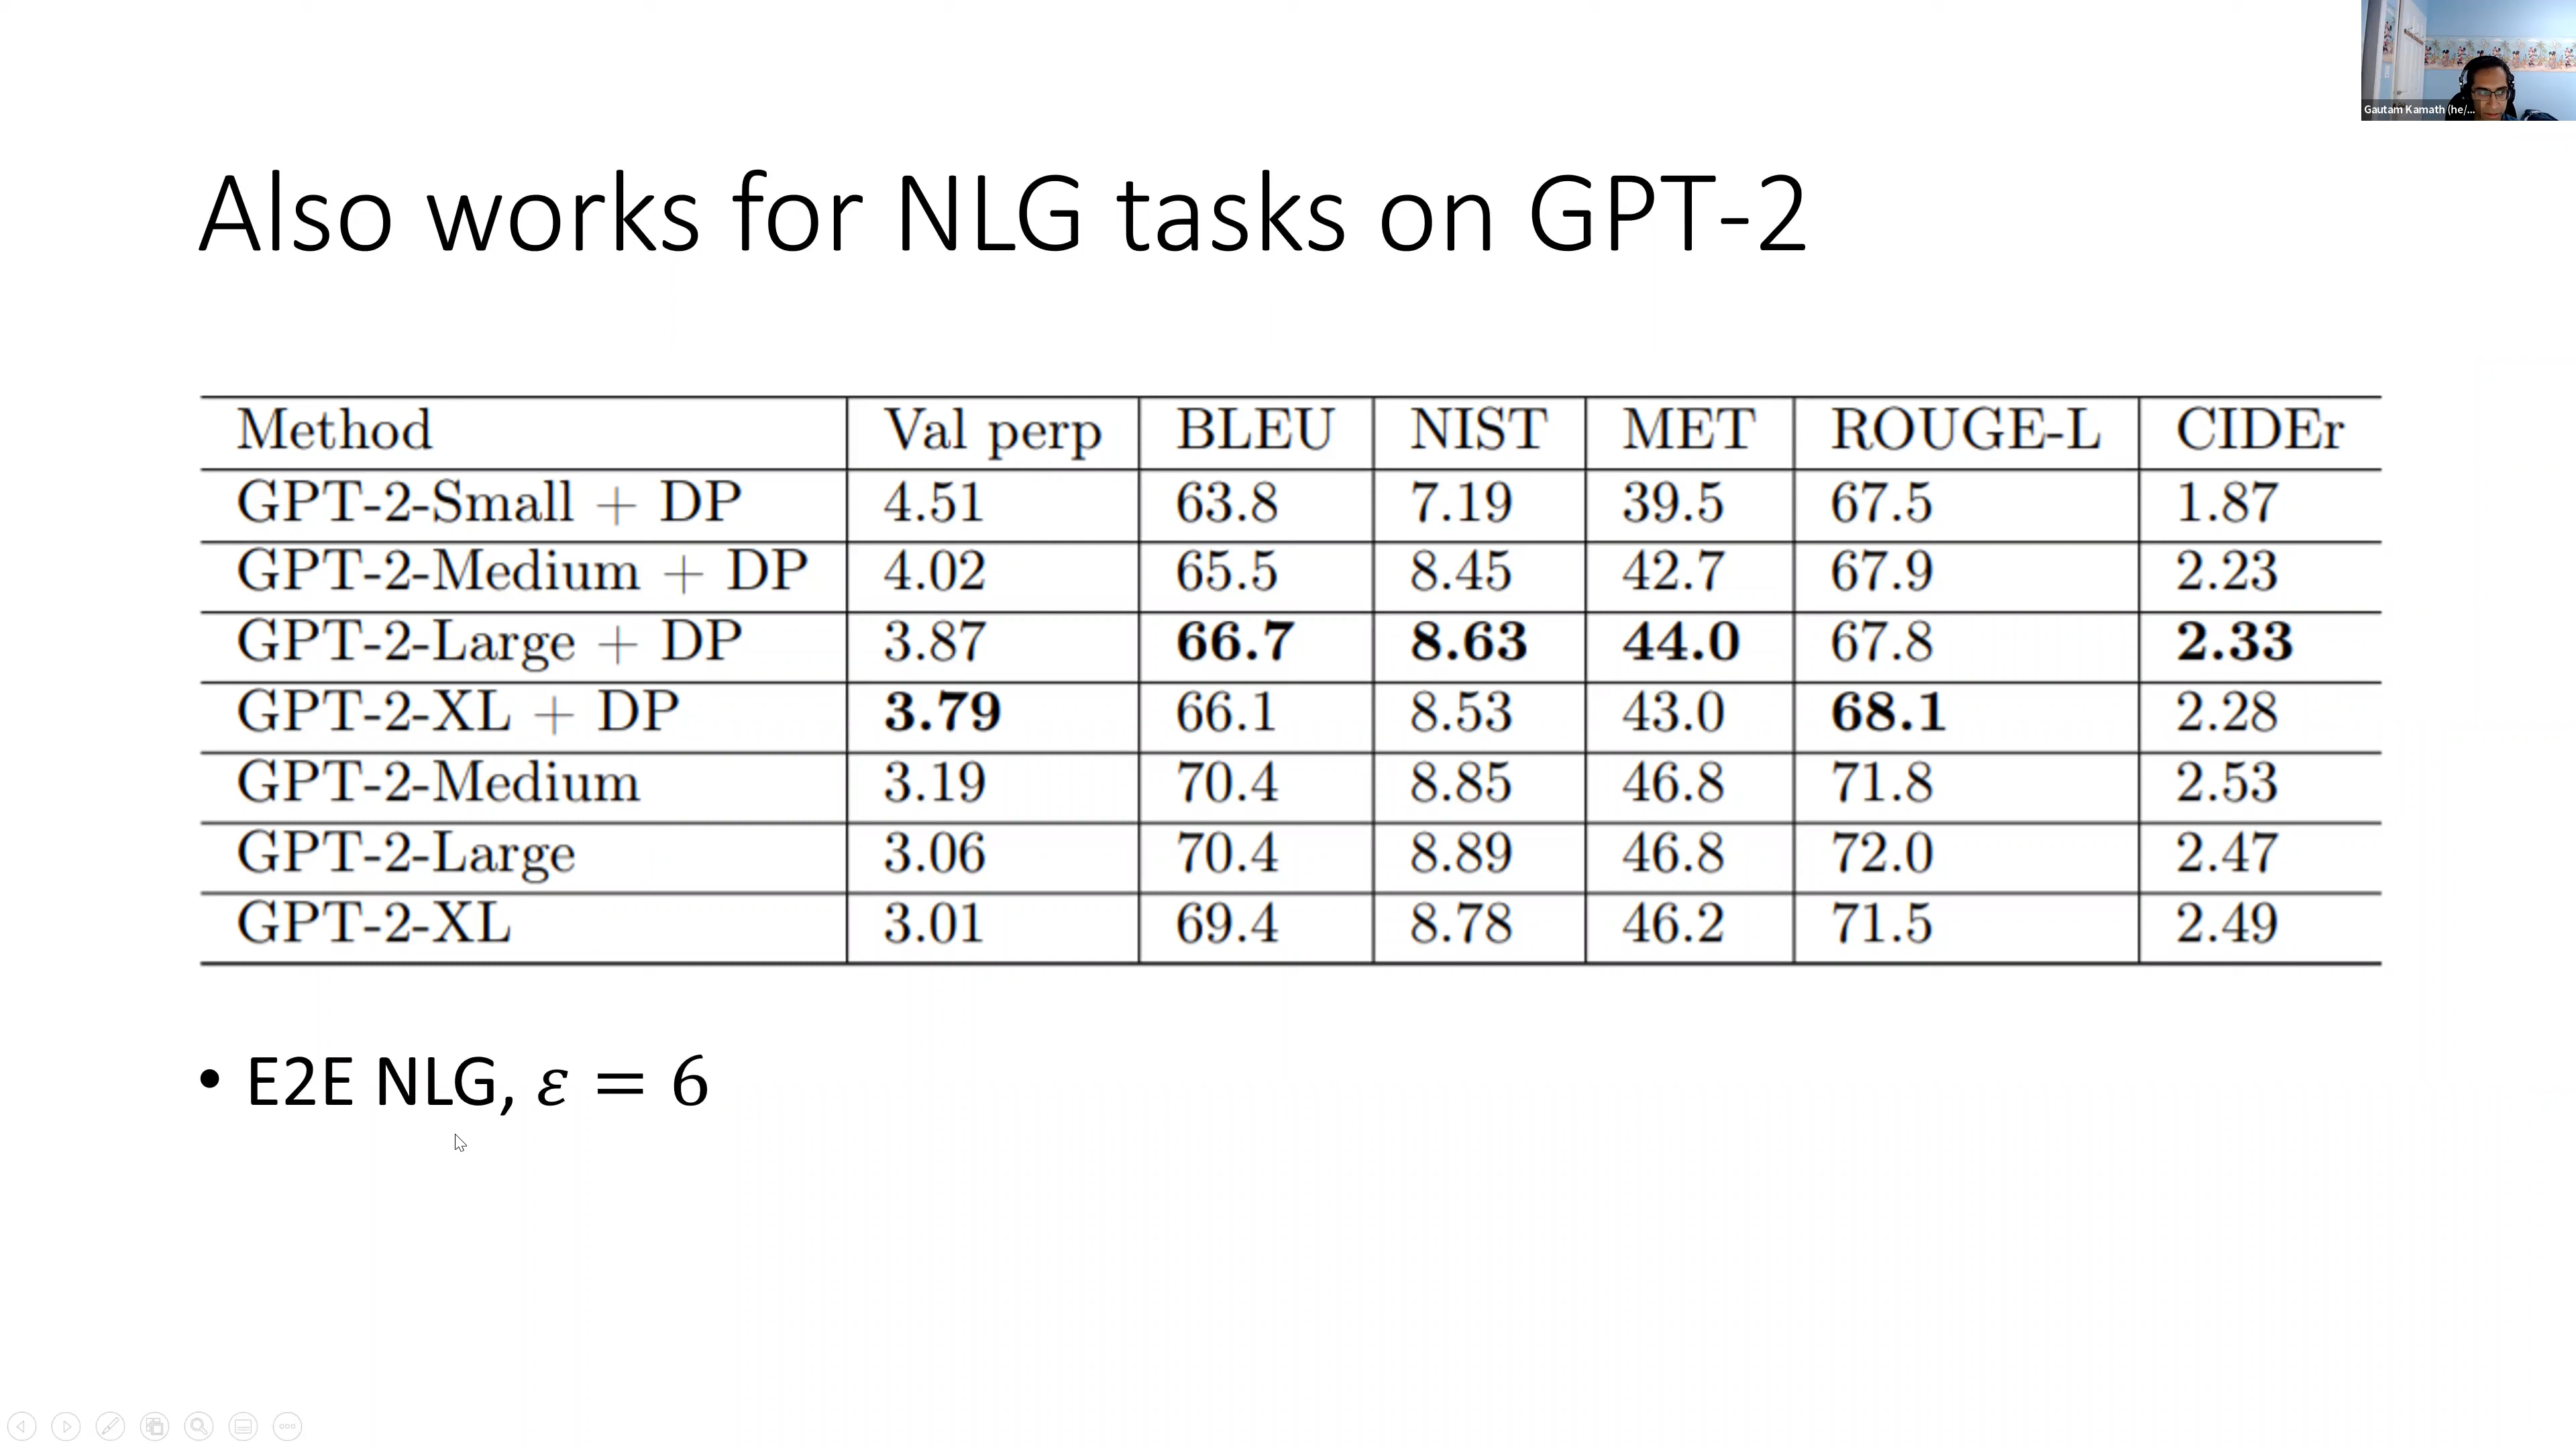 Gautam Kamath (he/...
Also works for NLG tasks on GPT-2
Method Val perp BLEU NIST MET ROUGE-L CIDEr
GPT-2-Small + DP 4.51 63.8 7.19 39.5 67.5 1.87
GPT-2-Medium + DP 4.02 65.5 8.45 42.7 67.9 2.23
GPT-2-Large + DP 3.87 66.7 8.63 44.0 67.8 2.33
GPT-2-XL + DP 3.79 66.1 8.53 43.0 68.1 2.28
GPT-2-Medium 3.19 70.4 8.85 46.8 71.8 2.53
GPT-2-Large 3.06 70.4 8.89 46.8 72.0 2.47
GPT-2-XL 3.01 69.4 8.78 46.2 71.5 2.49
• E2E NLG, ε = 6